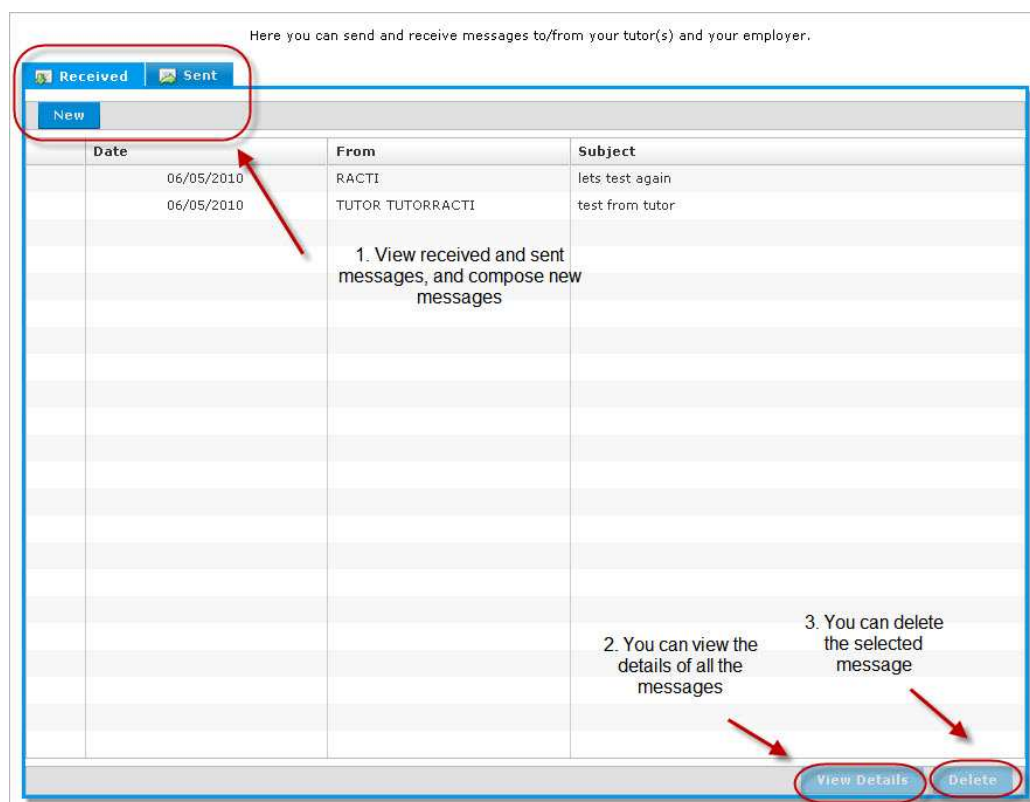 Here you can send and receive messages to/from your tutor(s) and your employer.
Received Sent
New
Date From Subject
06/05/2010 RACTI lets test again
06/05/2010 TUTOR TUTORRACTI test from tutor
1. View received and sent
messages, and compose new
messages
2. You can view the
details of all the
messages
3. You can delete
the selected
message
View Details Delete